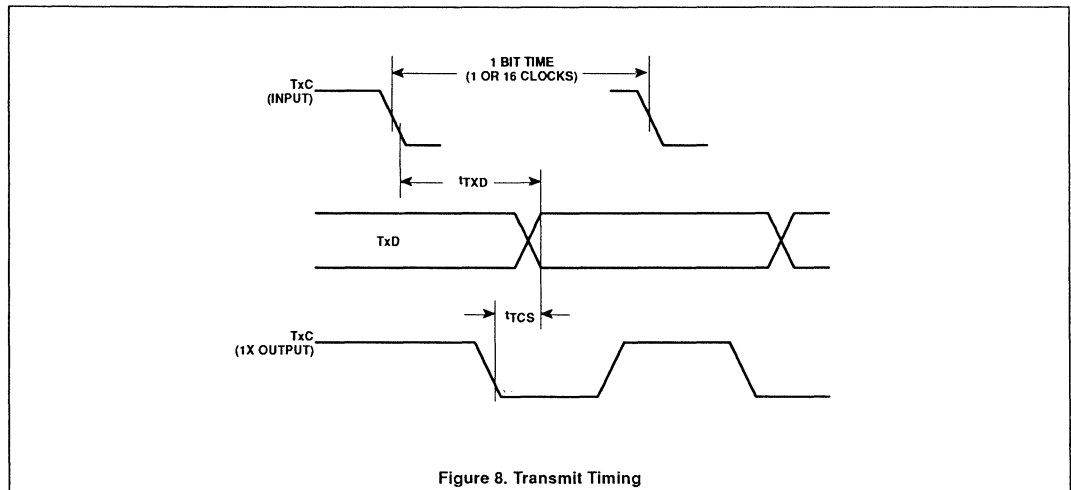 1 BIT TIME
(1 OR 16 CLOCKS)
TxC
(INPUT)
tTXD
TxD
tTCS
TxC
(1X OUTPUT)
Figure 8. Transmit Timing